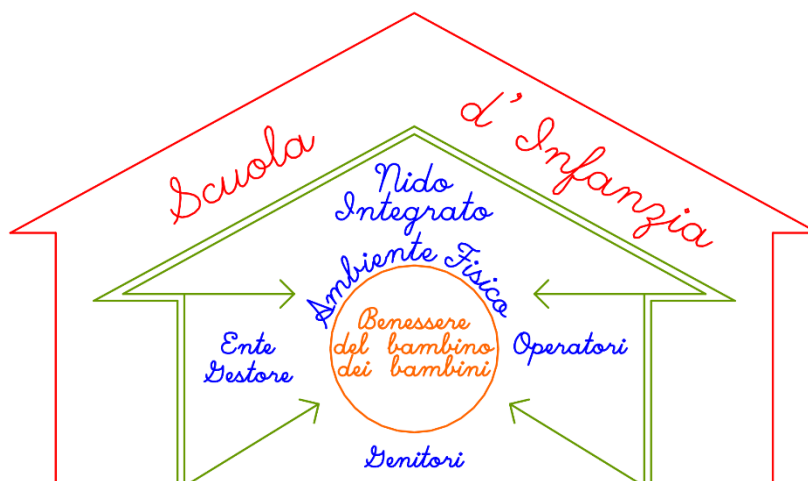 Scuola d' Infanzia
Nido
Integrato
Ambiente Fisico
Benessere
del bambino
dei bambini
Ente
Gestore
Operatori
Genitori